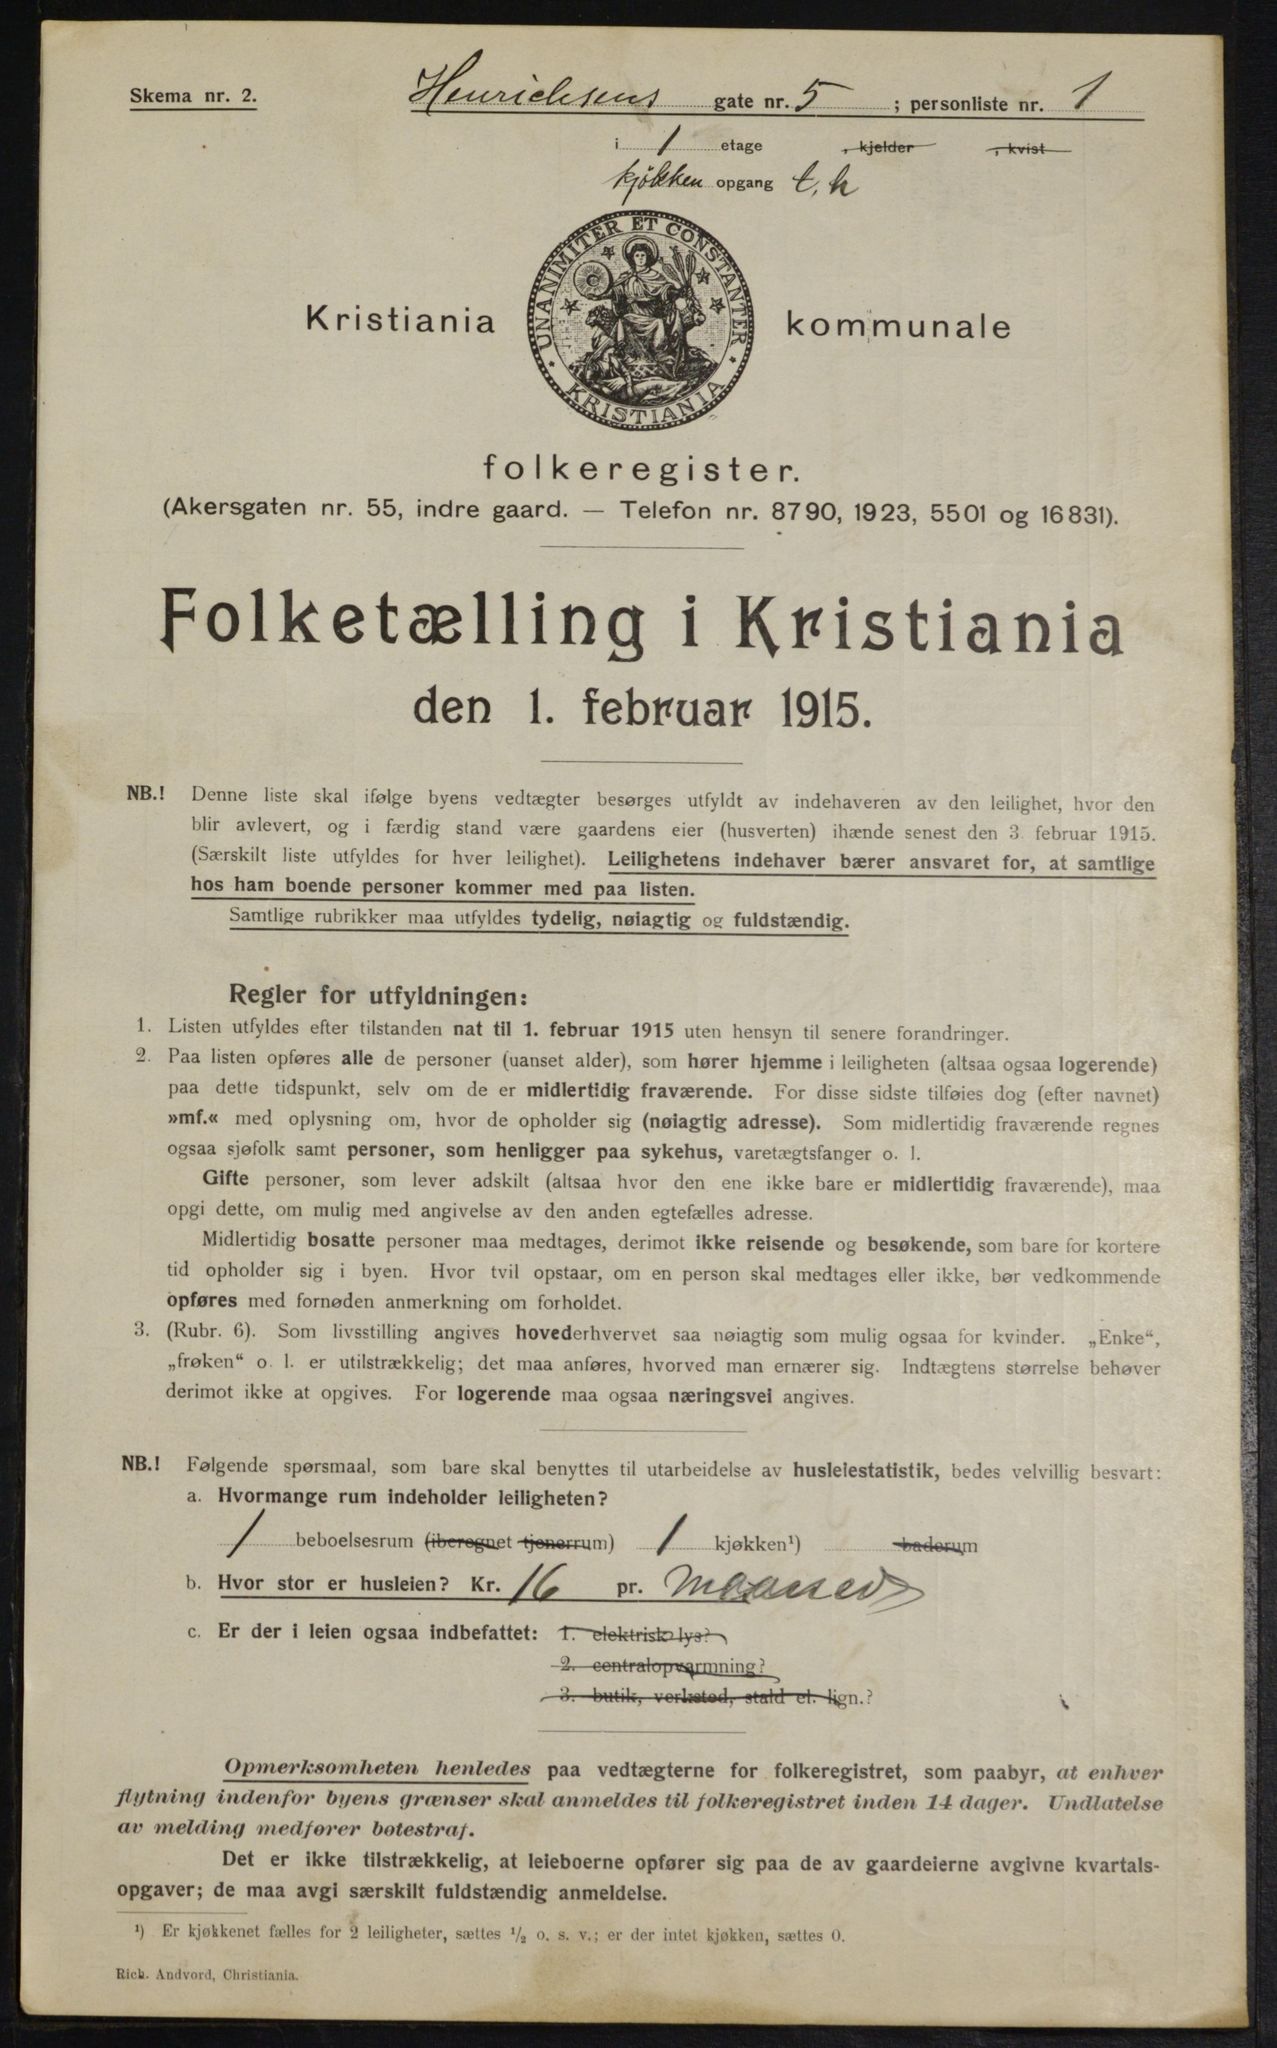 Skema nr. 2.
Henrichsens gate nr. 5 ; personliste nr. 1
i 1 etage , kjelder , kvist
kjøkken opgang t. h
UNANIMITER ET CONSTANTER
KRISTIANIA
Kristiania kommunale
folkeregister.
(Akersgaten nr. 55, indre gaard. — Telefon nr. 8790, 1923, 5501 og 16831).
Folketælling i Kristiania
den 1. februar 1915.
NB.! Denne liste skal ifølge byens vedtægter besørges utfyldt av indehaveren av den leilighet, hvor den
blir avlevert, og i færdig stand være gaardens eier (husverten) ihænde senest den 3. februar 1915.
(Særskilt liste utfyldes for hver leilighet). Leilighetens indehaver bærer ansvaret for, at samtlige
hos ham boende personer kommer med paa listen.
Samtlige rubrikker maa utfyldes tydelig, nøiagtig og fuldstændig.
Regler for utfyldningen:
1. Listen utfyldes efter tilstanden nat til 1. februar 1915 uten hensyn til senere forandringer.
2. Paa listen opføres alle de personer (uanset alder), som hører hjemme i leiligheten (altsaa ogsaa logerende)
paa dette tidspunkt, selv om de er midlertidig fraværende. For disse sidste tilføies dog (efter navnet)
»mf.« med oplysning om, hvor de opholder sig (nøiagtig adresse). Som midlertidig fraværende regnes
ogsaa sjøfolk samt personer, som henligger paa sykehus, varetægtsfanger o. l.
Gifte personer, som lever adskilt (altsaa hvor den ene ikke bare er midlertidig fraværende), maa
opgi dette, om mulig med angivelse av den anden egtefælles adresse.
Midlertidig bosatte personer maa medtages, derimot ikke reisende og besøkende, som bare for kortere
tid opholder sig i byen. Hvor tvil opstaar, om en person skal medtages eller ikke, bør vedkommende
opføres med fornøden anmerkning om forholdet.
3. (Rubr. 6). Som livsstilling angives hovederhvervet saa nøiagtig som mulig ogsaa for kvinder. „Enke“,
„frøken“ o. l. er utilstrækkelig; det maa anføres, hvorved man ernærer sig. Indtægtens størrelse behøver
derimot ikke at opgives. For logerende maa ogsaa næringsvei angives.
NB.! Følgende spørsmaal, som bare skal benyttes til utarbeidelse av husleiestatistik, bedes velvillig besvart:
a. Hvormange rum indeholder leiligheten?
1 beboelsesrum (iberegnet tjenerrum) 1 kjøkken¹) baderum
b. Hvor stor er husleien? Kr. 16 pr. Maaned
c. Er der i leien ogsaa indbefattet: 1. elektrisk lys?
2. centralopvarmning?
3. butik, verksted, stald el. lign.?
Opmerksomheten henledes paa vedtægterne for folkeregistret, som paabyr, at enhver
flytning indenfor byens grænser skal anmeldes til folkeregistret inden 14 dager. Undlatelse
av melding medfører botestraf.
Det er ikke tilstrækkelig, at leieboerne opfører sig paa de av gaardeierne avgivne kvartals-
opgaver; de maa avgi særskilt fuldstændig anmeldelse.
¹) Er kjøkkenet fælles for 2 leiligheter, sættes ½ o. s. v.; er der intet kjøkken, sættes 0.
Rich. Andvord, Christiania.